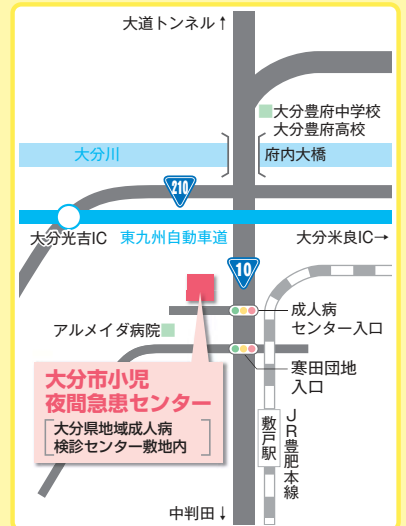 大道トンネル↑
大分豊府中学校
大分豊府高校
大分川
府内大橋
210
大分光吉IC
東九州自動車道
大分米良IC→
10
成人病
センター入口
アルメイダ病院
寒田団地
入口
大分市小児
夜間急患センター
大分県地域成人病
検診センター敷地内
敷戸駅
JR豊肥本線
中判田↓